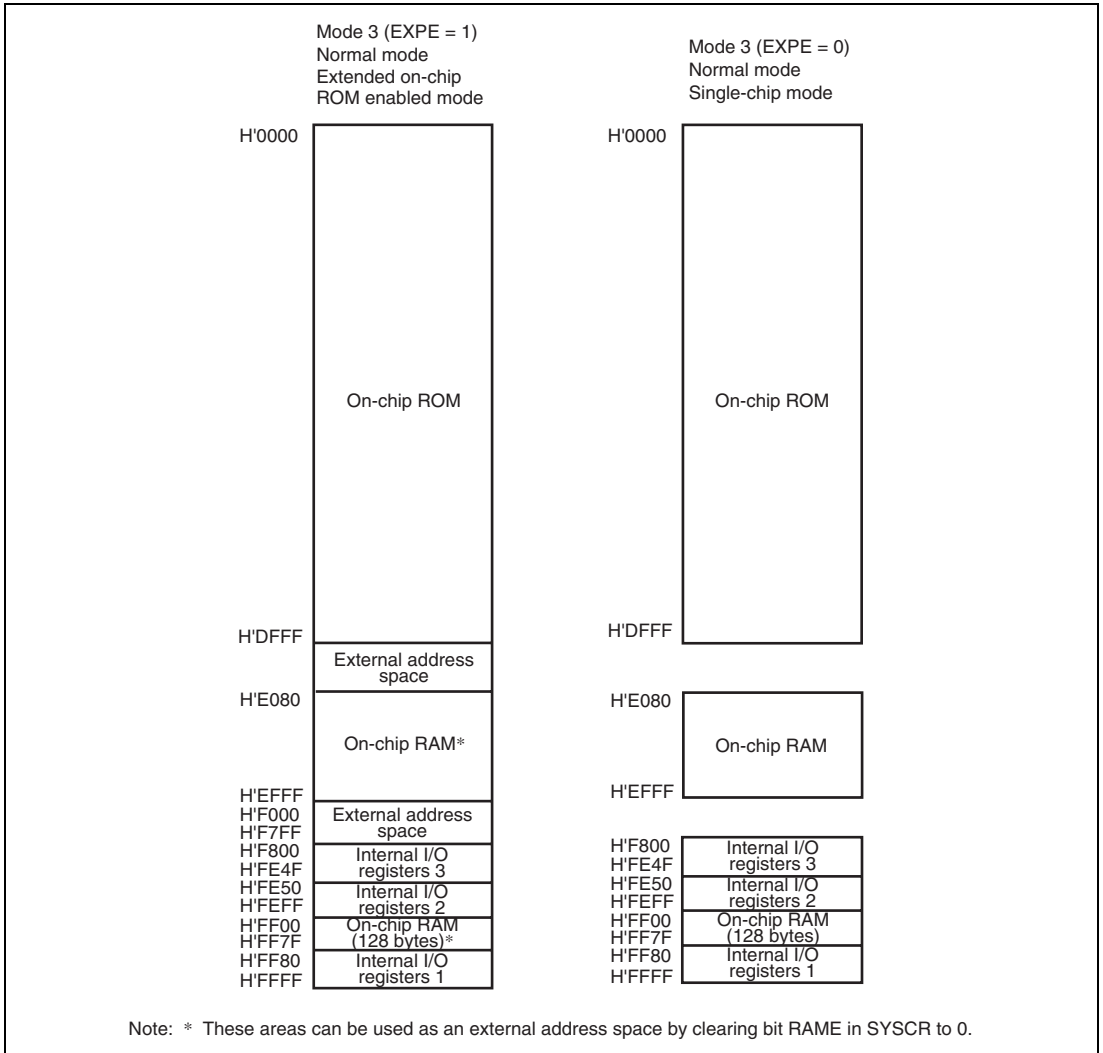 Mode 3 (EXPE = 1)
Normal mode
Extended on-chip
ROM enabled mode
H'0000
On-chip ROM
H'DFFF
External address
space
H'E080
On-chip RAM*
H'EFFF
H'F000
External address
space
H'F7FF
H'F800
Internal I/O
registers 3
H'FE4F
H'FE50
Internal I/O
registers 2
H'FEFF
H'FF00
On-chip RAM
(128 bytes)*
H'FF7F
H'FF80
Internal I/O
registers 1
H'FFFF
Mode 3 (EXPE = 0)
Normal mode
Single-chip mode
H'0000
On-chip ROM
H'DFFF
H'E080
On-chip RAM
H'EFFF
H'F800
Internal I/O
registers 3
H'FE4F
H'FE50
Internal I/O
registers 2
H'FEFF
H'FF00
On-chip RAM
(128 bytes)
H'FF7F
H'FF80
Internal I/O
registers 1
H'FFFF
Note: * These areas can be used as an external address space by clearing bit RAME in SYSCR to 0.